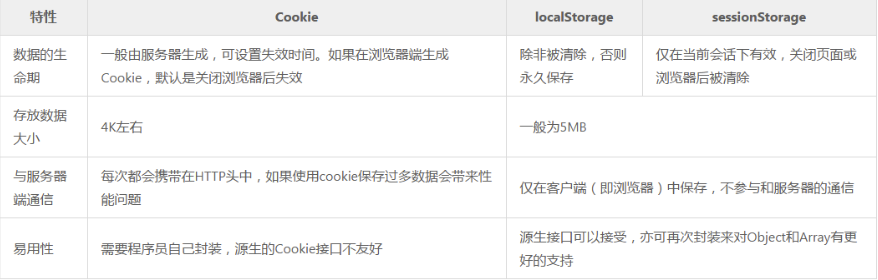 特性 Cookie localStorage sessionStorage
数据的生命期
一般由服务器生成，可设置失效时间。如果在浏览器端生成
Cookie，默认是关闭浏览器后失效
除非被清除，否则
永久保存
仅在当前会话下有效，关闭页面或
浏览器后被清除
存放数据
大小
4K左右
一般为5MB
与服务器
端通信
每次都会携带在HTTP头中，如果使用cookie保存过多数据会带来性
能问题
仅在客户端（即浏览器）中保存，不参与和服务器的通信
易用性
需要程序员自己封装，源生的Cookie接口不友好
源生接口可以接受，亦可再次封装来对Object和Array有更
好的支持